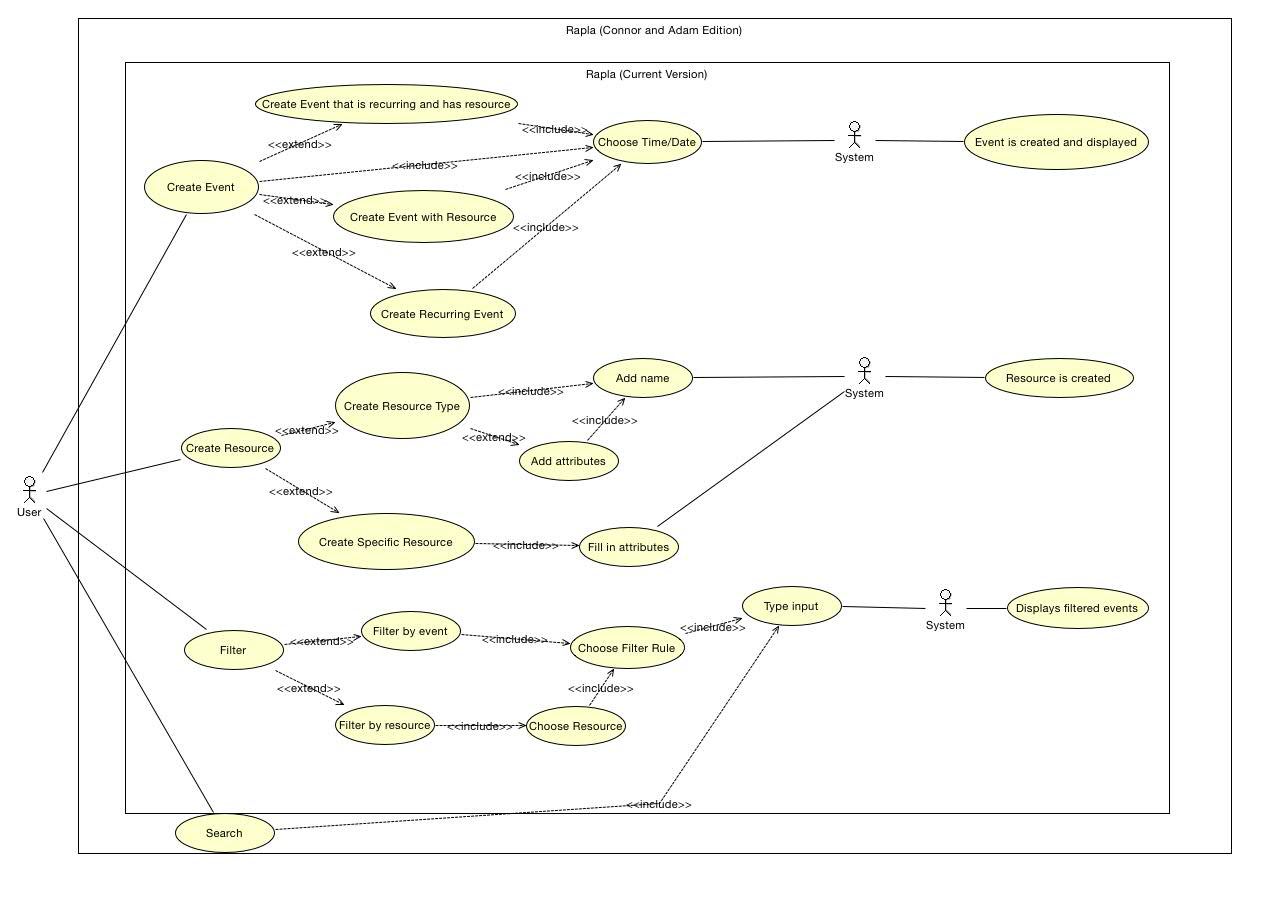 Rapla (Connor and Adam Edition)
Rapla (Current Version)
Create Event that is recurring and has resource
<<include>>
Choose Time/Date
System
Event is created and displayed
<<extend>>
<<include>>
<<include>>
Create Event
<<extend>>
Create Event with Resource
<<include>>
<<extend>>
Create Recurring Event
Add name
System
Resource is created
<<include>>
Create Resource Type
<<include>>
<<extend>>
<<extend>>
Create Resource
Add attributes
<<extend>>
User
Create Specific Resource
<<include>>
Fill in attributes
Type input
System
Displays filtered events
Filter by event
<<include>>
<<include>>
<<extend>>
Filter
Choose Filter Rule
<<extend>>
<<include>>
Filter by resource
<<include>>
Choose Resource
<<include>>
Search